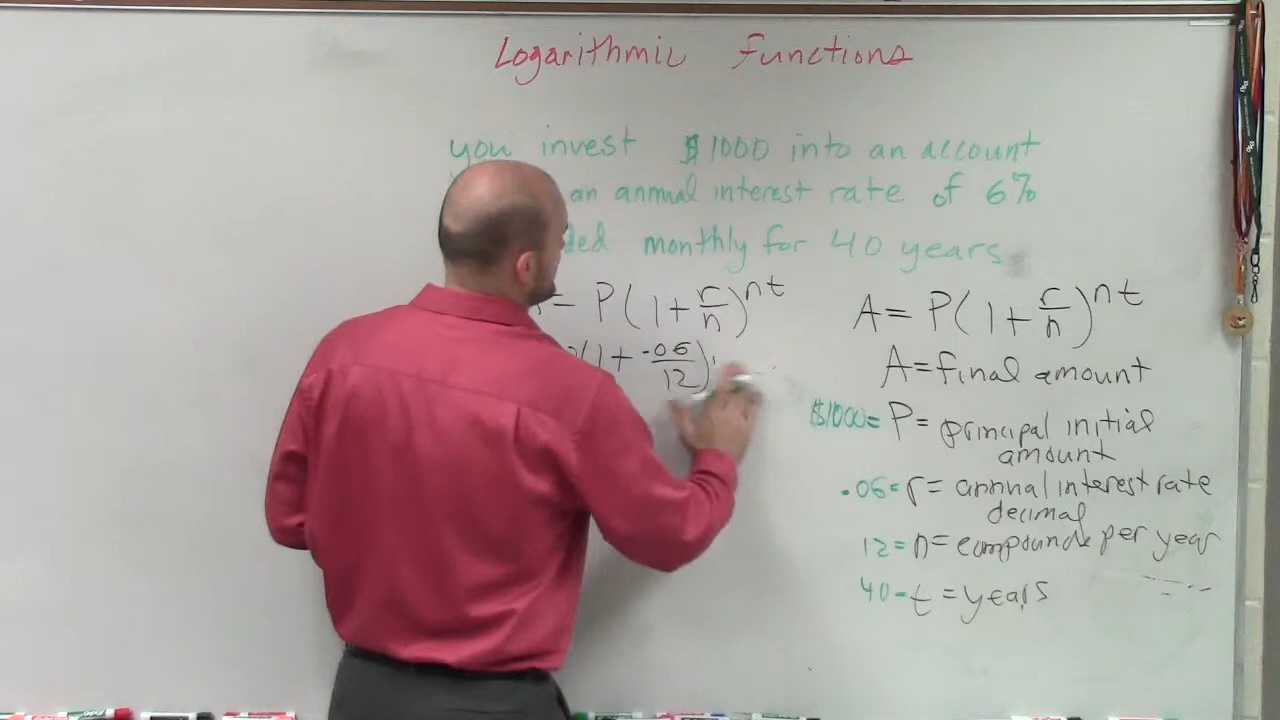 Logarithmic Functions
you invest $1000 into an account
an annual interest rate of 6%
ded monthly for 40 years
= P(1+r/n)^nt
(1+.06/12)
A=P(1+r/n)^nt
A=final amount
$1000= P= principal initial
amount
.06=r= annual interest rate
decimal
12=n=compounds per year
40-t=years